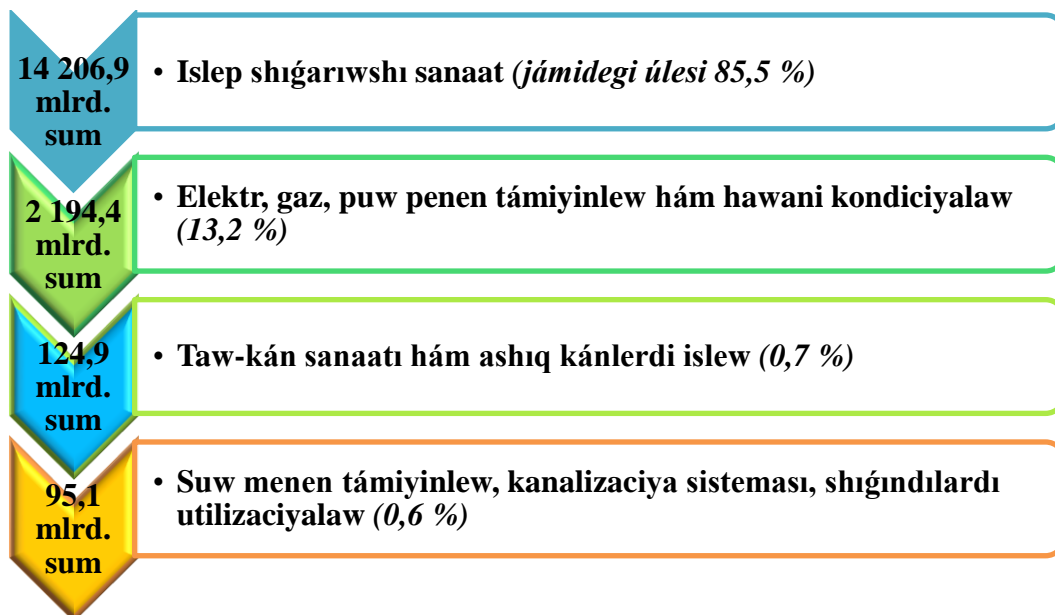 14 206,9
mlrd.
sum
• Islep shıǵarıwshı sanaat (jámidegi úlesi 85,5 %)
2 194,4
mlrd.
sum
• Elektr, gaz, puw penen támiyinlew hám hawani kondiciyalaw
(13,2 %)
124,9
mlrd.
sum
• Taw-kán sanaatı hám ashıq kánlerdi islew (0,7 %)
95,1
mlrd.
sum
• Suw menen támiyinlew, kanalizaciya sisteması, shıǵındılardı
utilizaciyalaw (0,6 %)